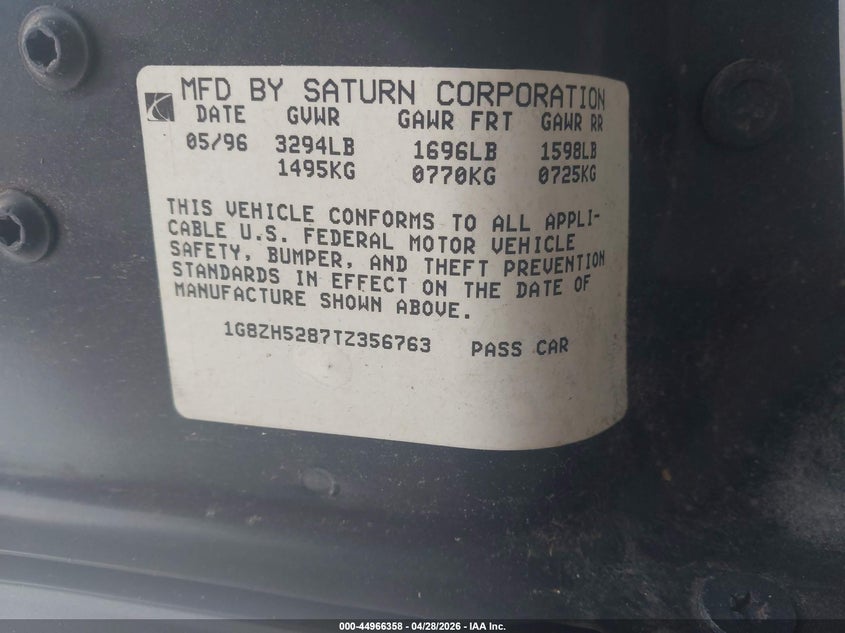 MFD BY SATURN CORPORATION
DATE GVWR GAWR FRT GAWR RR
05/96 3294LB 1696LB 1598LB
1495KG 0770KG 0725KG
THIS VEHICLE CONFORMS TO ALL APPLI-
CABLE U.S. FEDERAL MOTOR VEHICLE
SAFETY, BUMPER, AND THEFT PREVENTION
STANDARDS IN EFFECT ON THE DATE OF
MANUFACTURE SHOWN ABOVE.
1G8ZH5287TZ356763 PASS CAR
000-44966358 | 04/28/2026 | IAA Inc.